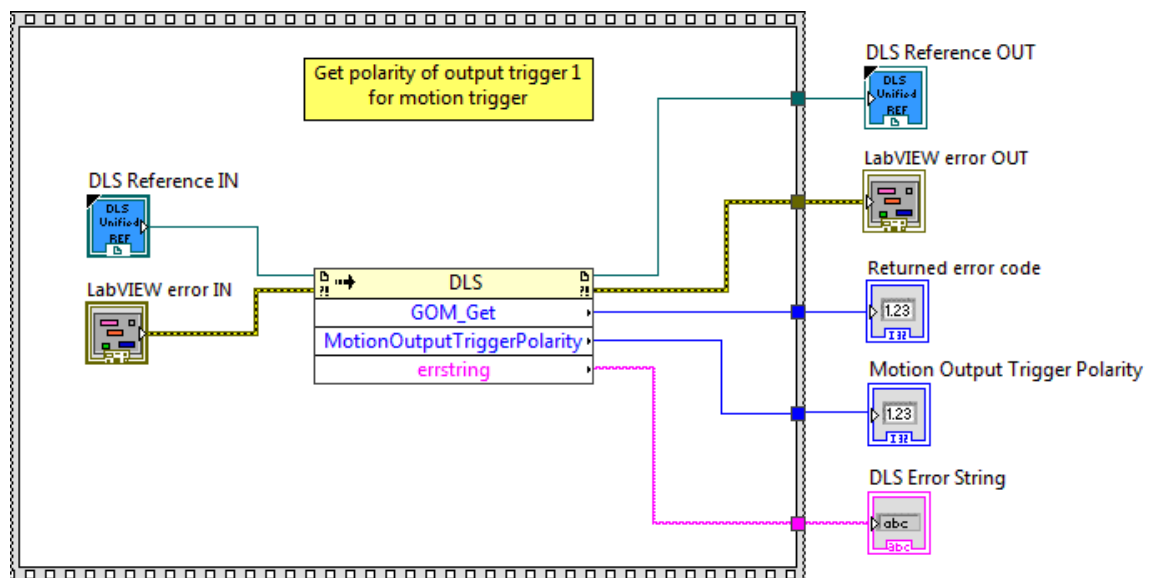 DLS Reference OUT
DLS
Unified
REF
Get polarity of output trigger 1
for motion trigger
LabVIEW error OUT
DLS Reference IN
DLS
Unified
REF
Returned error code
1.23
I32
LabVIEW error IN
?! DLS ?!
GOM_Get
MotionOutputTriggerPolarity
errstring
Motion Output Trigger Polarity
1.23
I32
DLS Error String
abc
abc